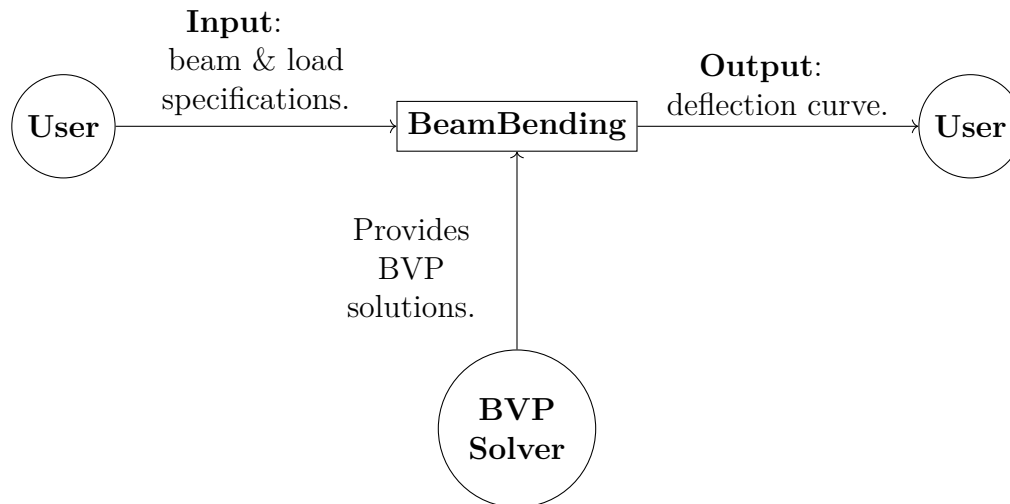 Input:
beam & load
specifications.
Output:
deflection curve.
User
BeamBending
User
Provides
BVP
solutions.
BVP
Solver